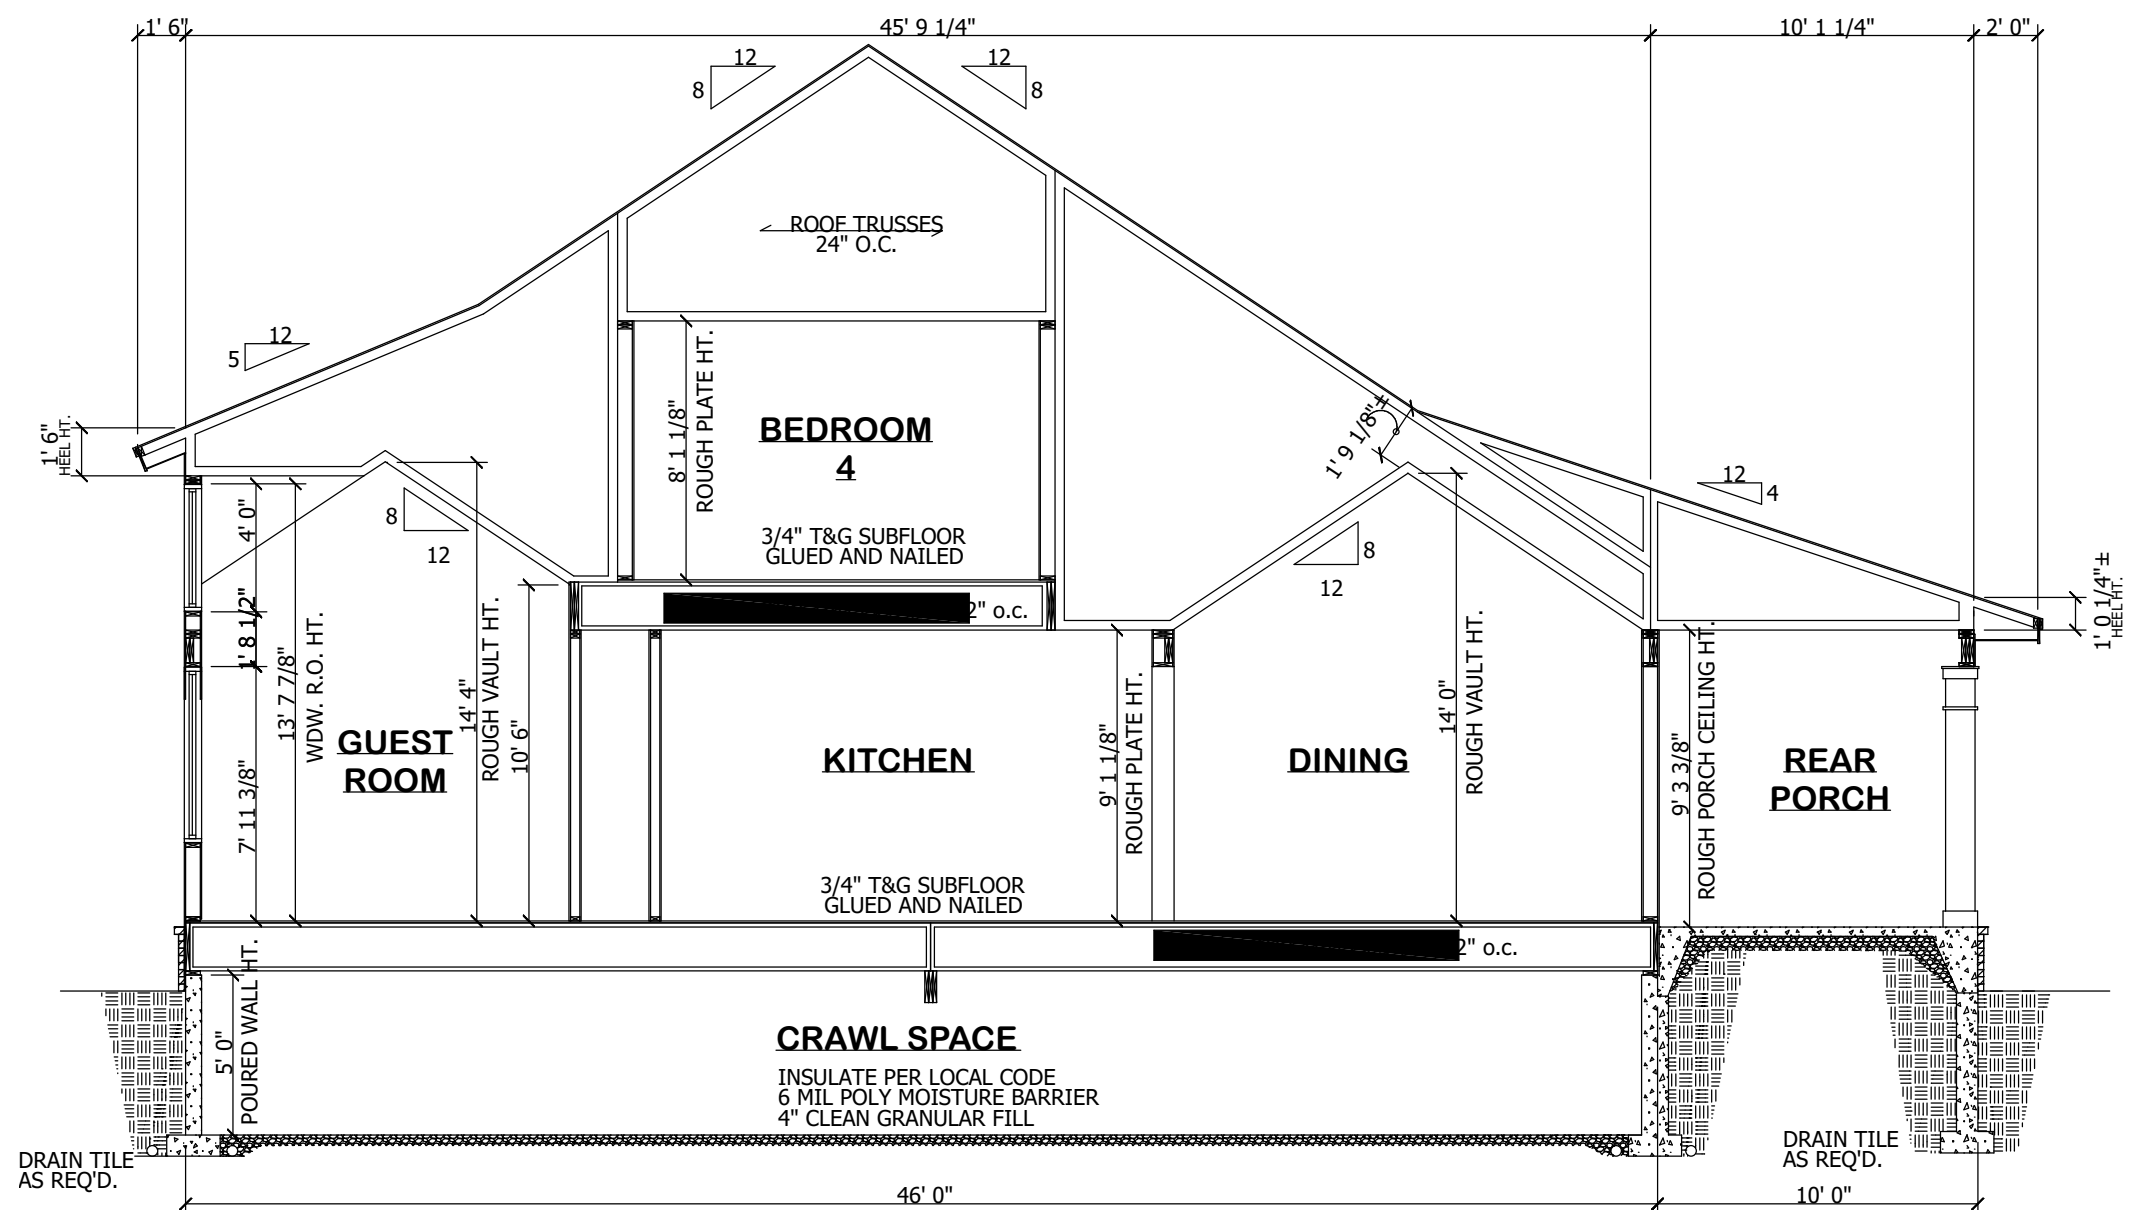 1' 6"
45' 9 1/4"
10' 1 1/4"
2' 0"
12
8
12
8
ROOF TRUSSES
24" O.C.
12
5
1' 6"
HEEL HT.
8' 1 1/8"
ROUGH PLATE HT.
BEDROOM
4
3/4" T&G SUBFLOOR
GLUED AND NAILED
1' 9 1/8"±
12
4
1' 0 1/4"±
HEEL HT.
4' 0"
1' 8 1/2"
7' 11 3/8"
13' 7 7/8"
WDW. R.O. HT.
8
12
14' 4"
ROUGH VAULT HT.
10' 6"
2" o.c.
8
12
GUEST
ROOM
KITCHEN
9' 1 1/8"
ROUGH PLATE HT.
DINING
14' 0"
ROUGH VAULT HT.
9' 3 3/8"
ROUGH PORCH CEILING HT.
REAR
PORCH
3/4" T&G SUBFLOOR
GLUED AND NAILED
2" o.c.
5' 0"
POURED WALL HT.
CRAWL SPACE
INSULATE PER LOCAL CODE
6 MIL POLY MOISTURE BARRIER
4" CLEAN GRANULAR FILL
DRAIN TILE
AS REQ'D.
DRAIN TILE
AS REQ'D.
46' 0"
10' 0"